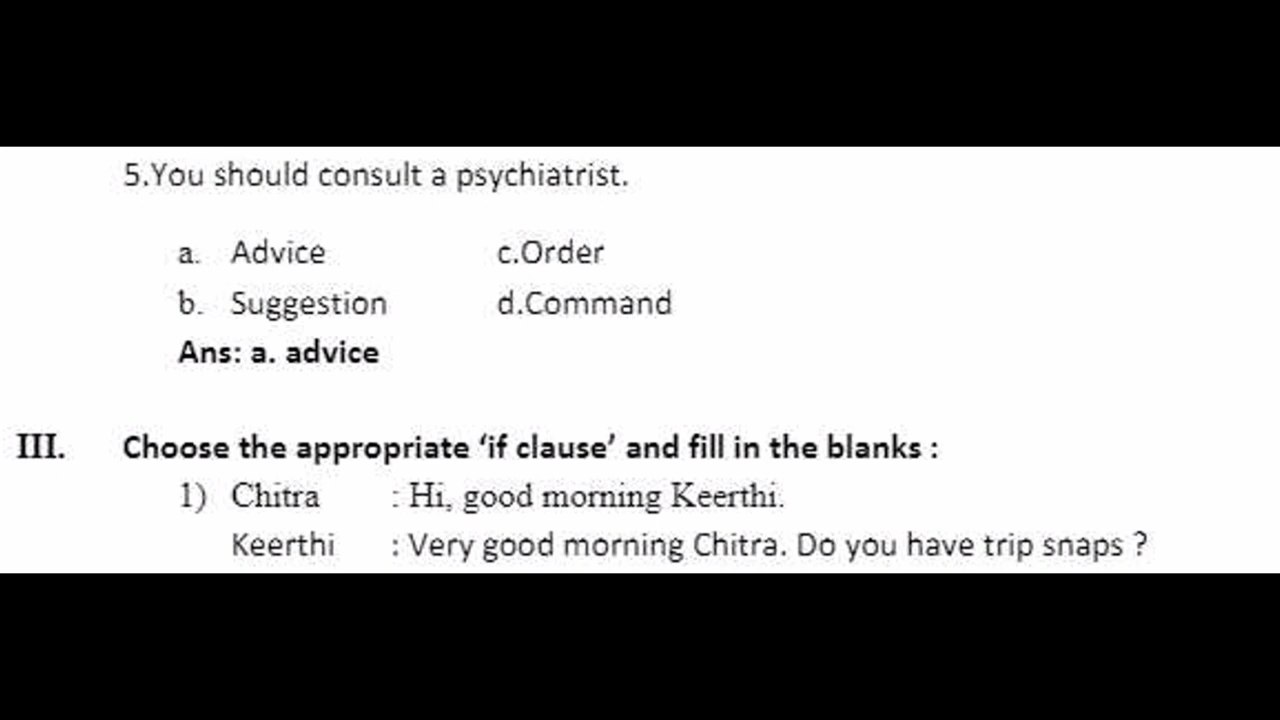 5.You should consult a psychiatrist.
a. Advice c.Order
b. Suggestion d.Command
Ans: a. advice
III. Choose the appropriate ‘if clause’ and fill in the blanks :
1) Chitra : Hi, good morning Keerthi.
Keerthi : Very good morning Chitra. Do you have trip snaps ?